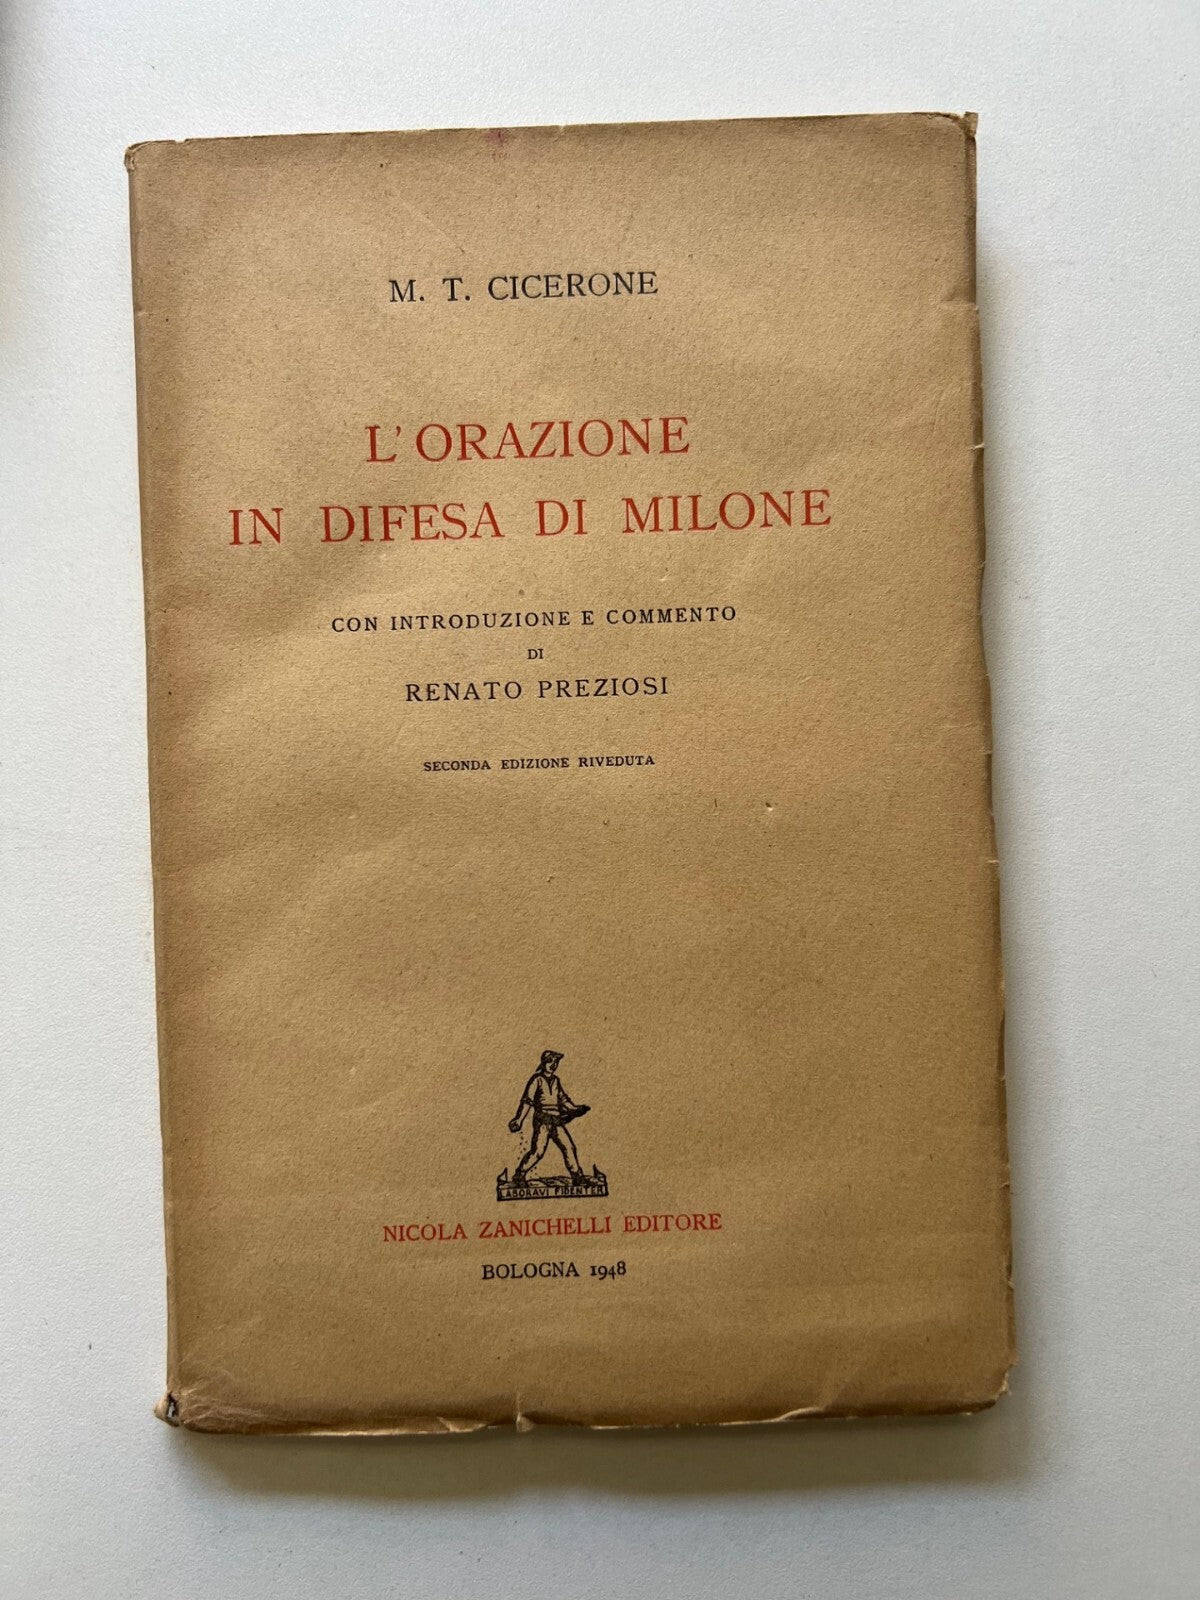 M. T. CICERONE
L'ORAZIONE
IN DIFESA DI MILONE
CON INTRODUZIONE E COMMENTO
DI
RENATO PREZIOSI
SECONDA EDIZIONE RIVEDUTA
LABORAVI FIDENTER
NICOLA ZANICHELLI EDITORE
BOLOGNA 1948